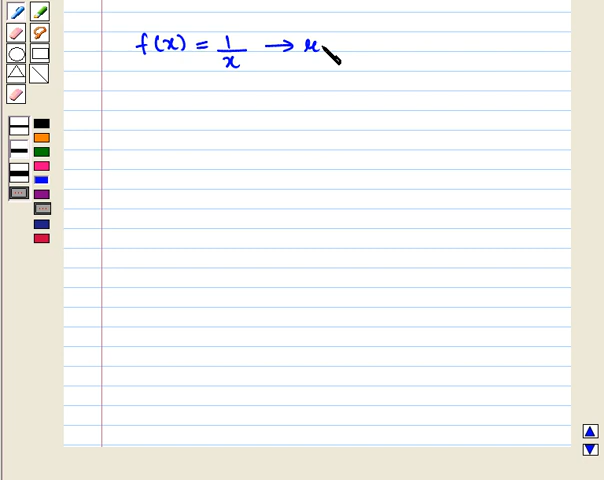 f(x) = 1/x → x